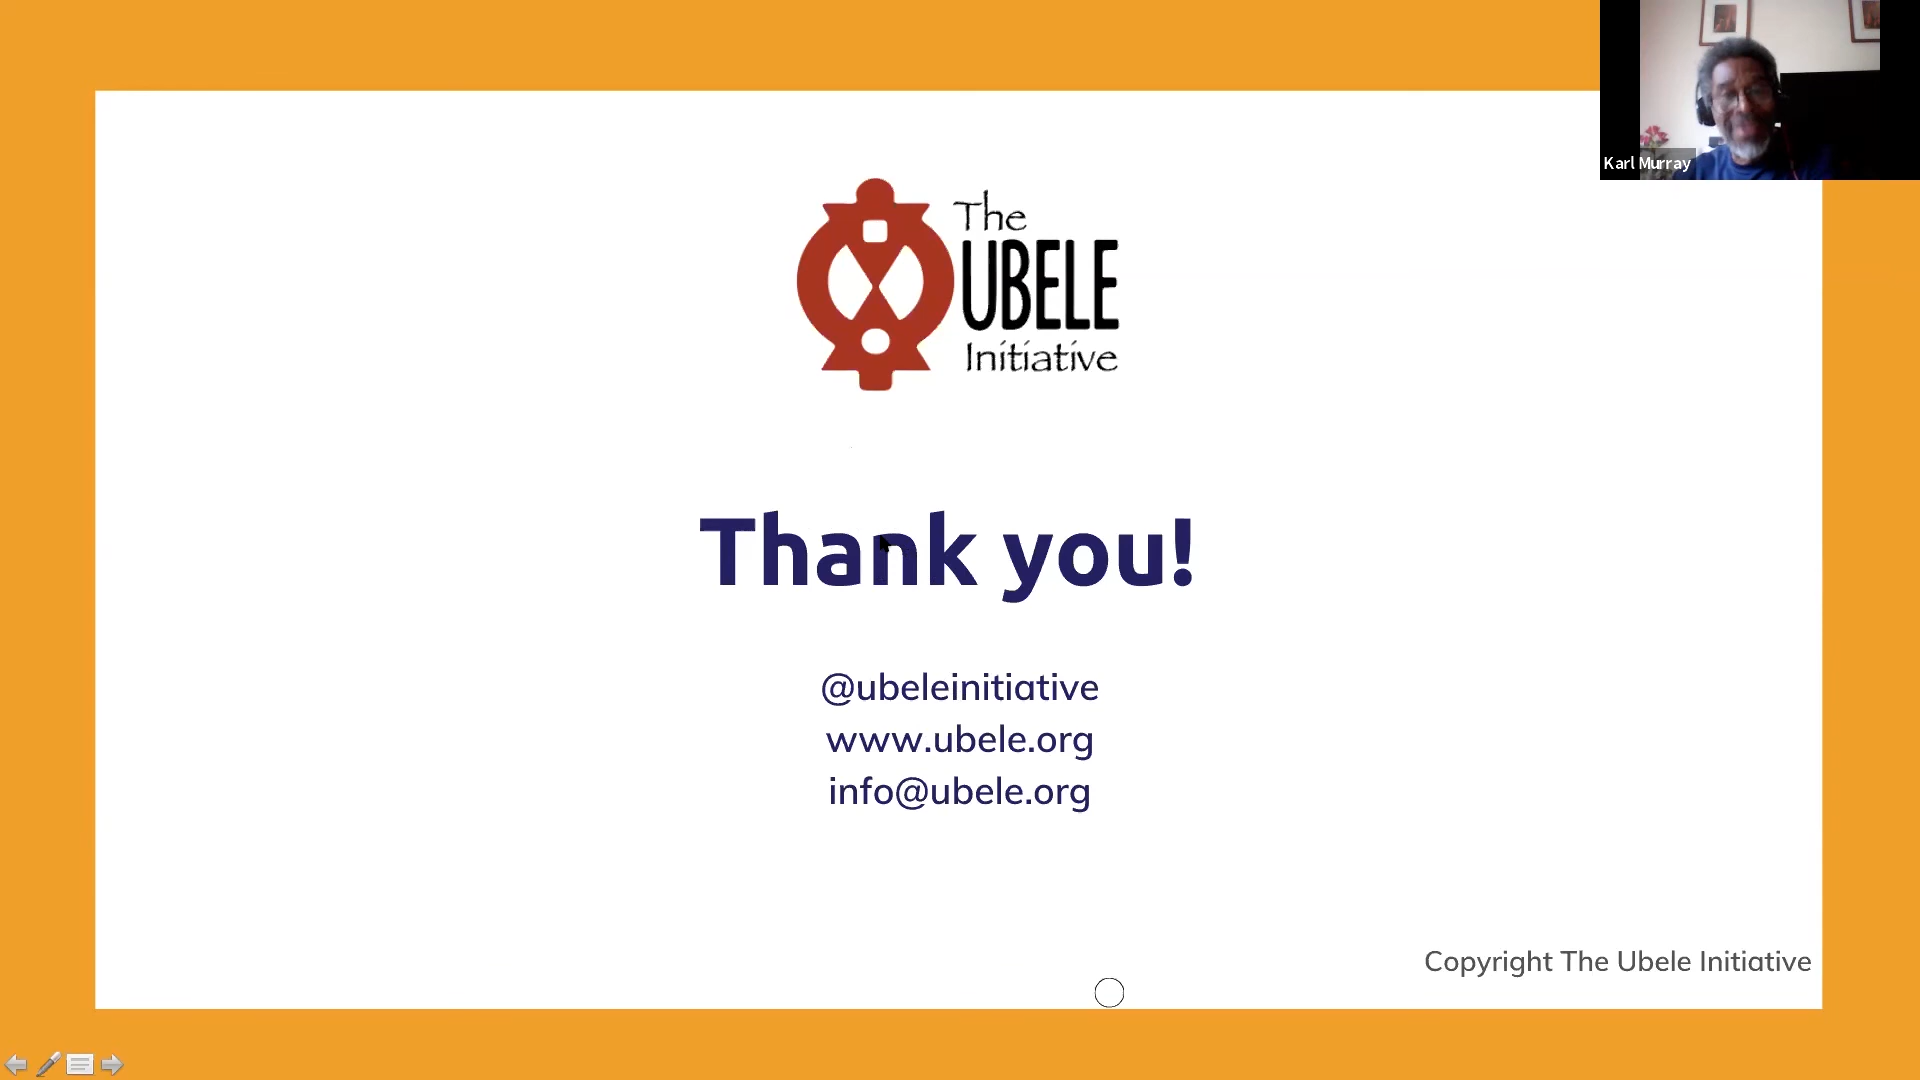 Karl Murray
The
UBELE
Initiative
Thank you!
@ubeleinitiative
www.ubele.org
info@ubele.org
Copyright The Ubele Initiative